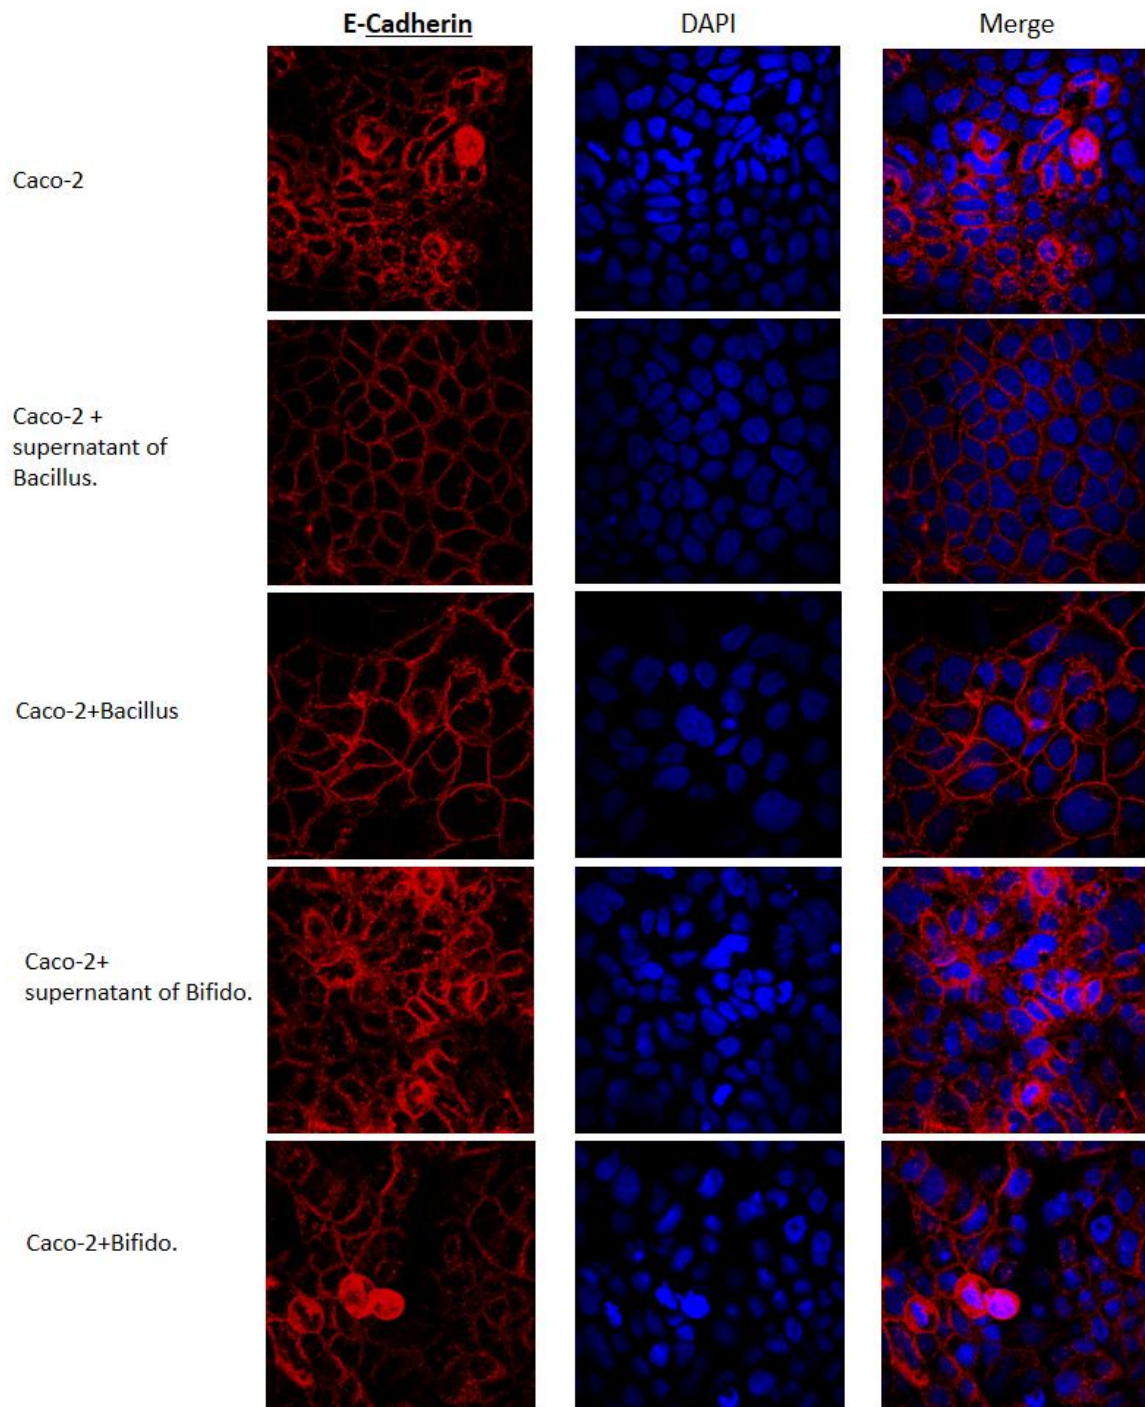 E-Cadherin DAPI Merge
Caco-2
Caco-2 +
supernatant of
Bacillus.
Caco-2+Bacillus
Caco-2+
supernatant of Bifido.
Caco-2+Bifido.